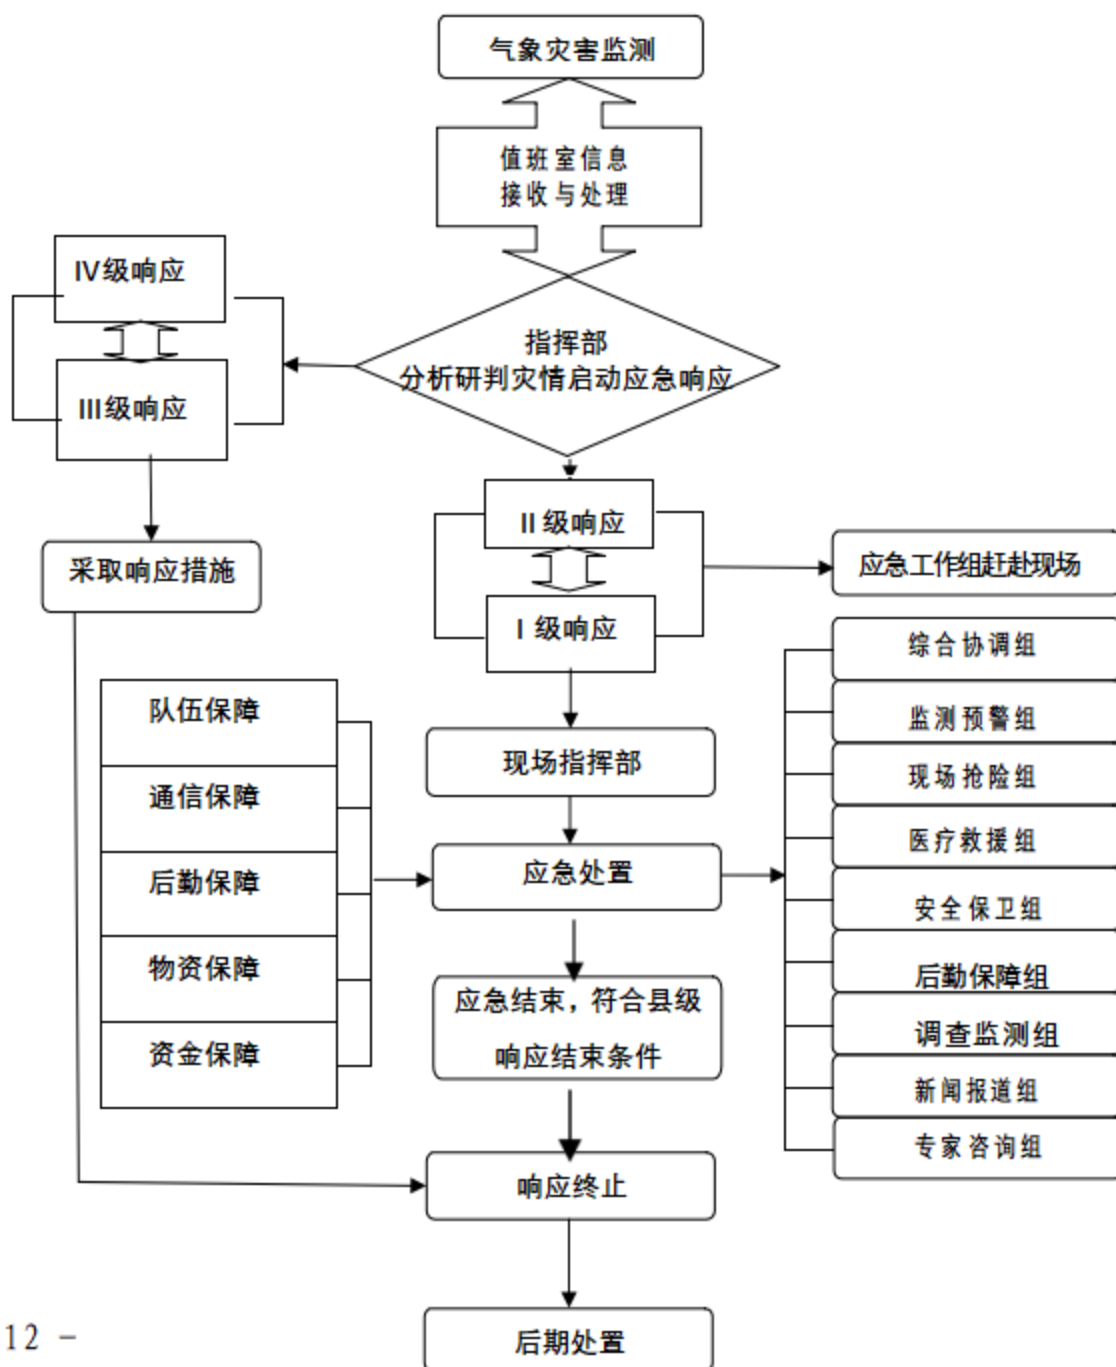 气象灾害监测
值班室信息
接收与处理
IV级响应
III级响应
指挥部
分析研判灾情启动应急响应
II级响应
I级响应
采取响应措施
应急工作组赶赴现场
综合协调组
监测预警组
现场抢险组
医疗救援组
安全保卫组
后勤保障组
调查监测组
新闻报道组
专家咨询组
队伍保障
通信保障
后勤保障
物资保障
资金保障
现场指挥部
应急处置
应急结束，符合县级
响应结束条件
响应终止
后期处置
12 －